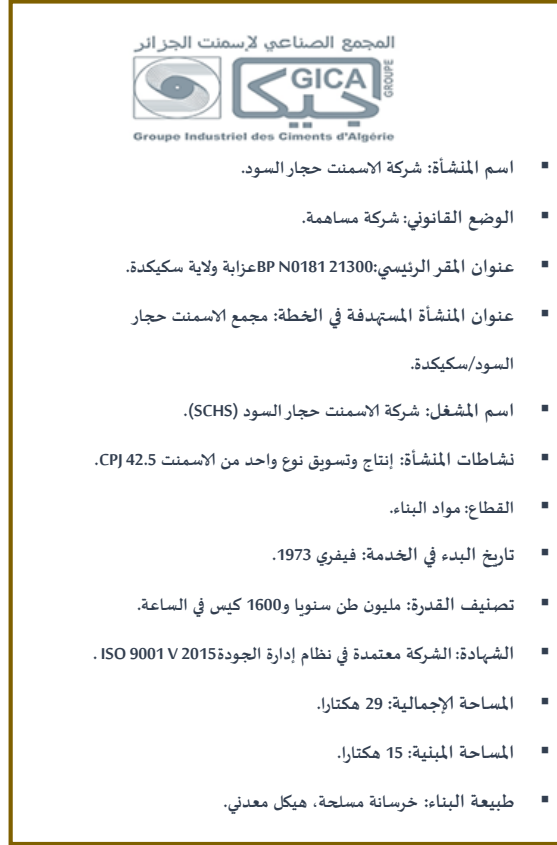 المجمع الصناعي لإسمنت الجزائر
GICA
جيكا
GROUPE
Groupe Industriel des Ciments d'Algérie
▪ اسم المنشأة: شركة الاسمنت حجار السود.
▪ الوضع القانوني: شركة مساهمة.
▪ عنوان المقر الرئيسي:BP N0181 21300عزابة ولاية سكيكدة.
▪ عنوان المنشأة المستهدفة في الخطة: مجمع الاسمنت حجار
السود/سكيكدة.
▪ اسم المشغل: شركة الاسمنت حجار السود (SCHS).
▪ نشاطات المنشأة: إنتاج وتسويق نوع واحد من الاسمنت CPJ 42.5.
▪ القطاع: مواد البناء.
▪ تاريخ البدء في الخدمة: فيفري 1973.
▪ تصنيف القدرة: مليون طن سنويا و1600 كيس في الساعة.
▪ الشهادة: الشركة معتمدة في نظام إدارة الجودة ISO 9001 V 2015.
▪ المساحة الإجمالية: 29 هكتارا.
▪ المساحة المبنية: 15 هكتارا.
▪ طبيعة البناء: خرسانة مسلحة، هيكل معدني.